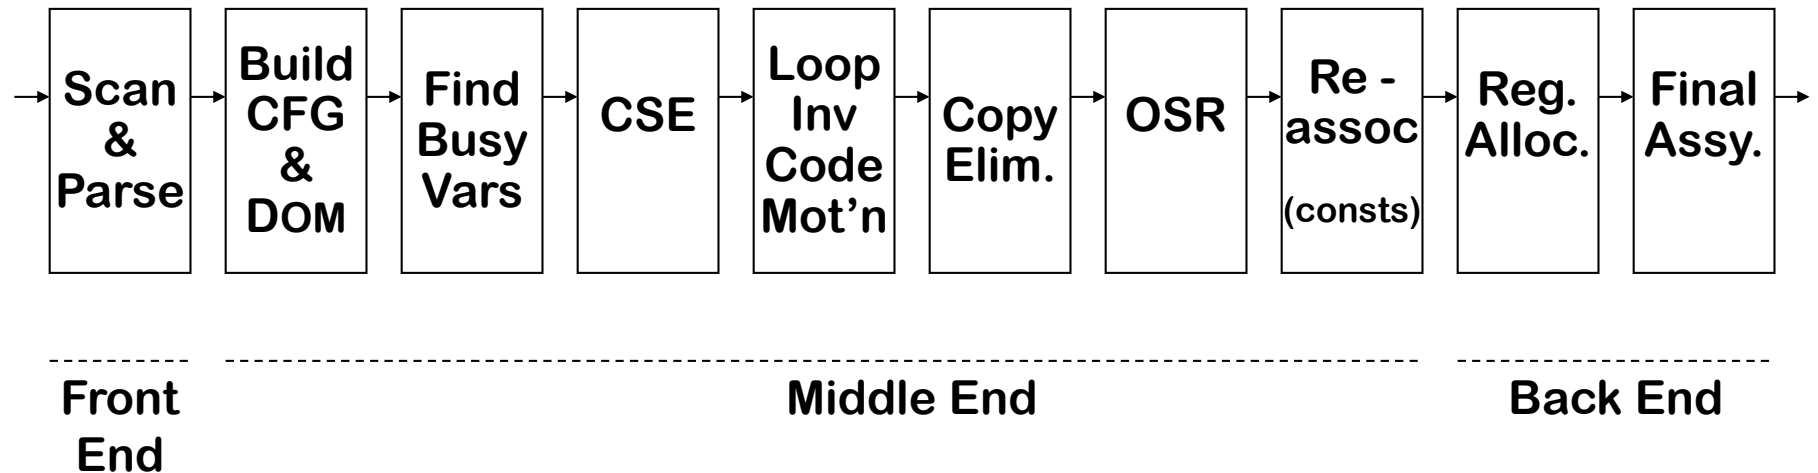 Scan
&
Parse
Build
CFG
&
DOM
Find
Busy
Vars
CSE
Loop
Inv
Code
Mot’n
Copy
Elim.
OSR
Re -
assoc
(consts)
Reg.
Alloc.
Final
Assy.
Front
End
Middle End
Back End